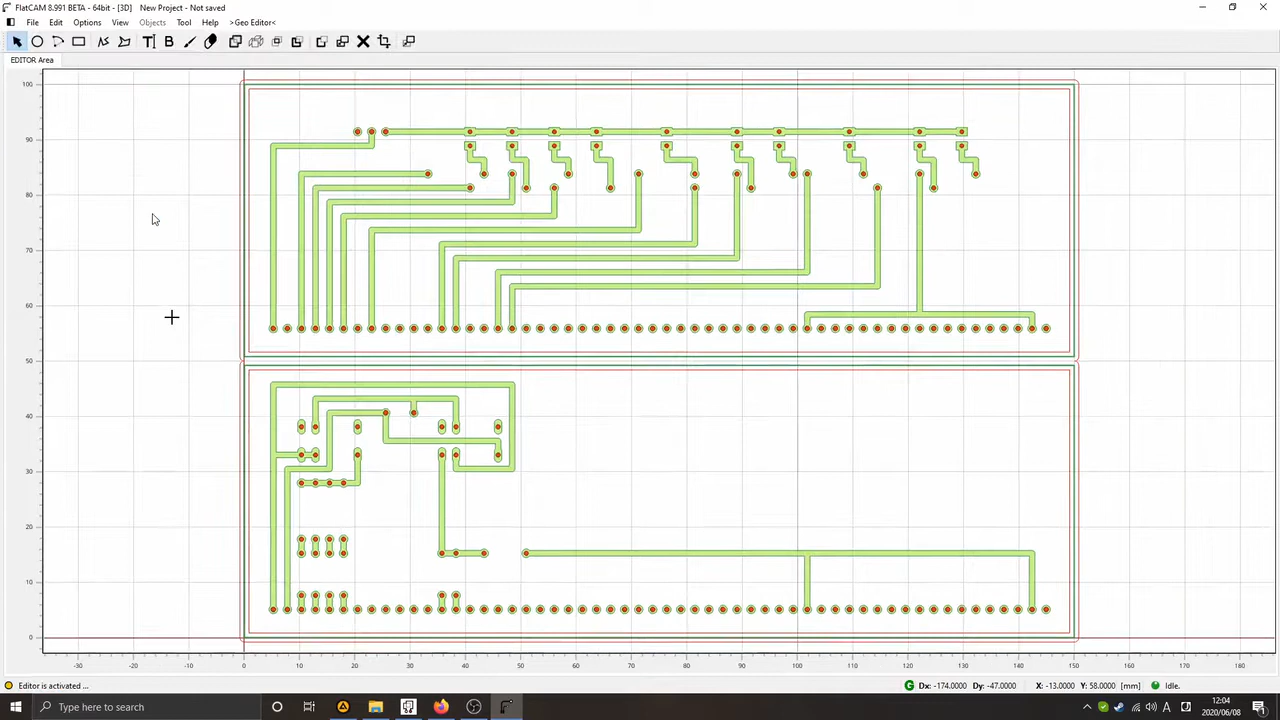 FlatCAM 8.991 BETA - 64bit - [3D]    New Project - Not saved
File Edit Options View Objects Tool Help >Geo Editor<
EDITOR Area
100
90
80
70
60
50
40
30
20
10
0
-30 -20 -10 0 10 20 30 40 50 60 70 80 90 100 110 120 130 140 150 160 170 180
Editor is activated ... Dx: -174.0000 Dy: -47.0000 X: -13.0000 Y: 58.0000 [mm] Idle.
Type here to search
12:04
2020/06/08